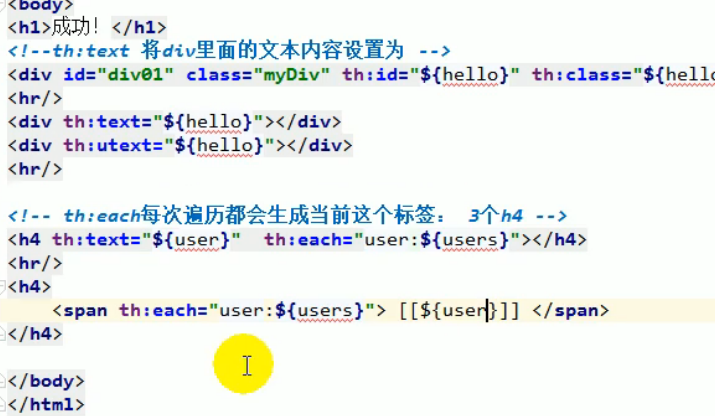 <body>
<h1>成功！</h1>
<!--th:text 将div里面的文本内容设置为 -->
<div id="div01" class="myDiv" th:id="${hello}" th:class="${hello
<hr/>
<div th:text="${hello}"></div>
<div th:utext="${hello}"></div>
<hr/>
<!-- th:each每次遍历都会生成当前这个标签： 3个h4 -->
<h4 th:text="${user}"  th:each="user:${users}"></h4>
<hr/>
<h4>
    <span th:each="user:${users}"> [[${user}]] </span>
</h4>
</body>
</html>